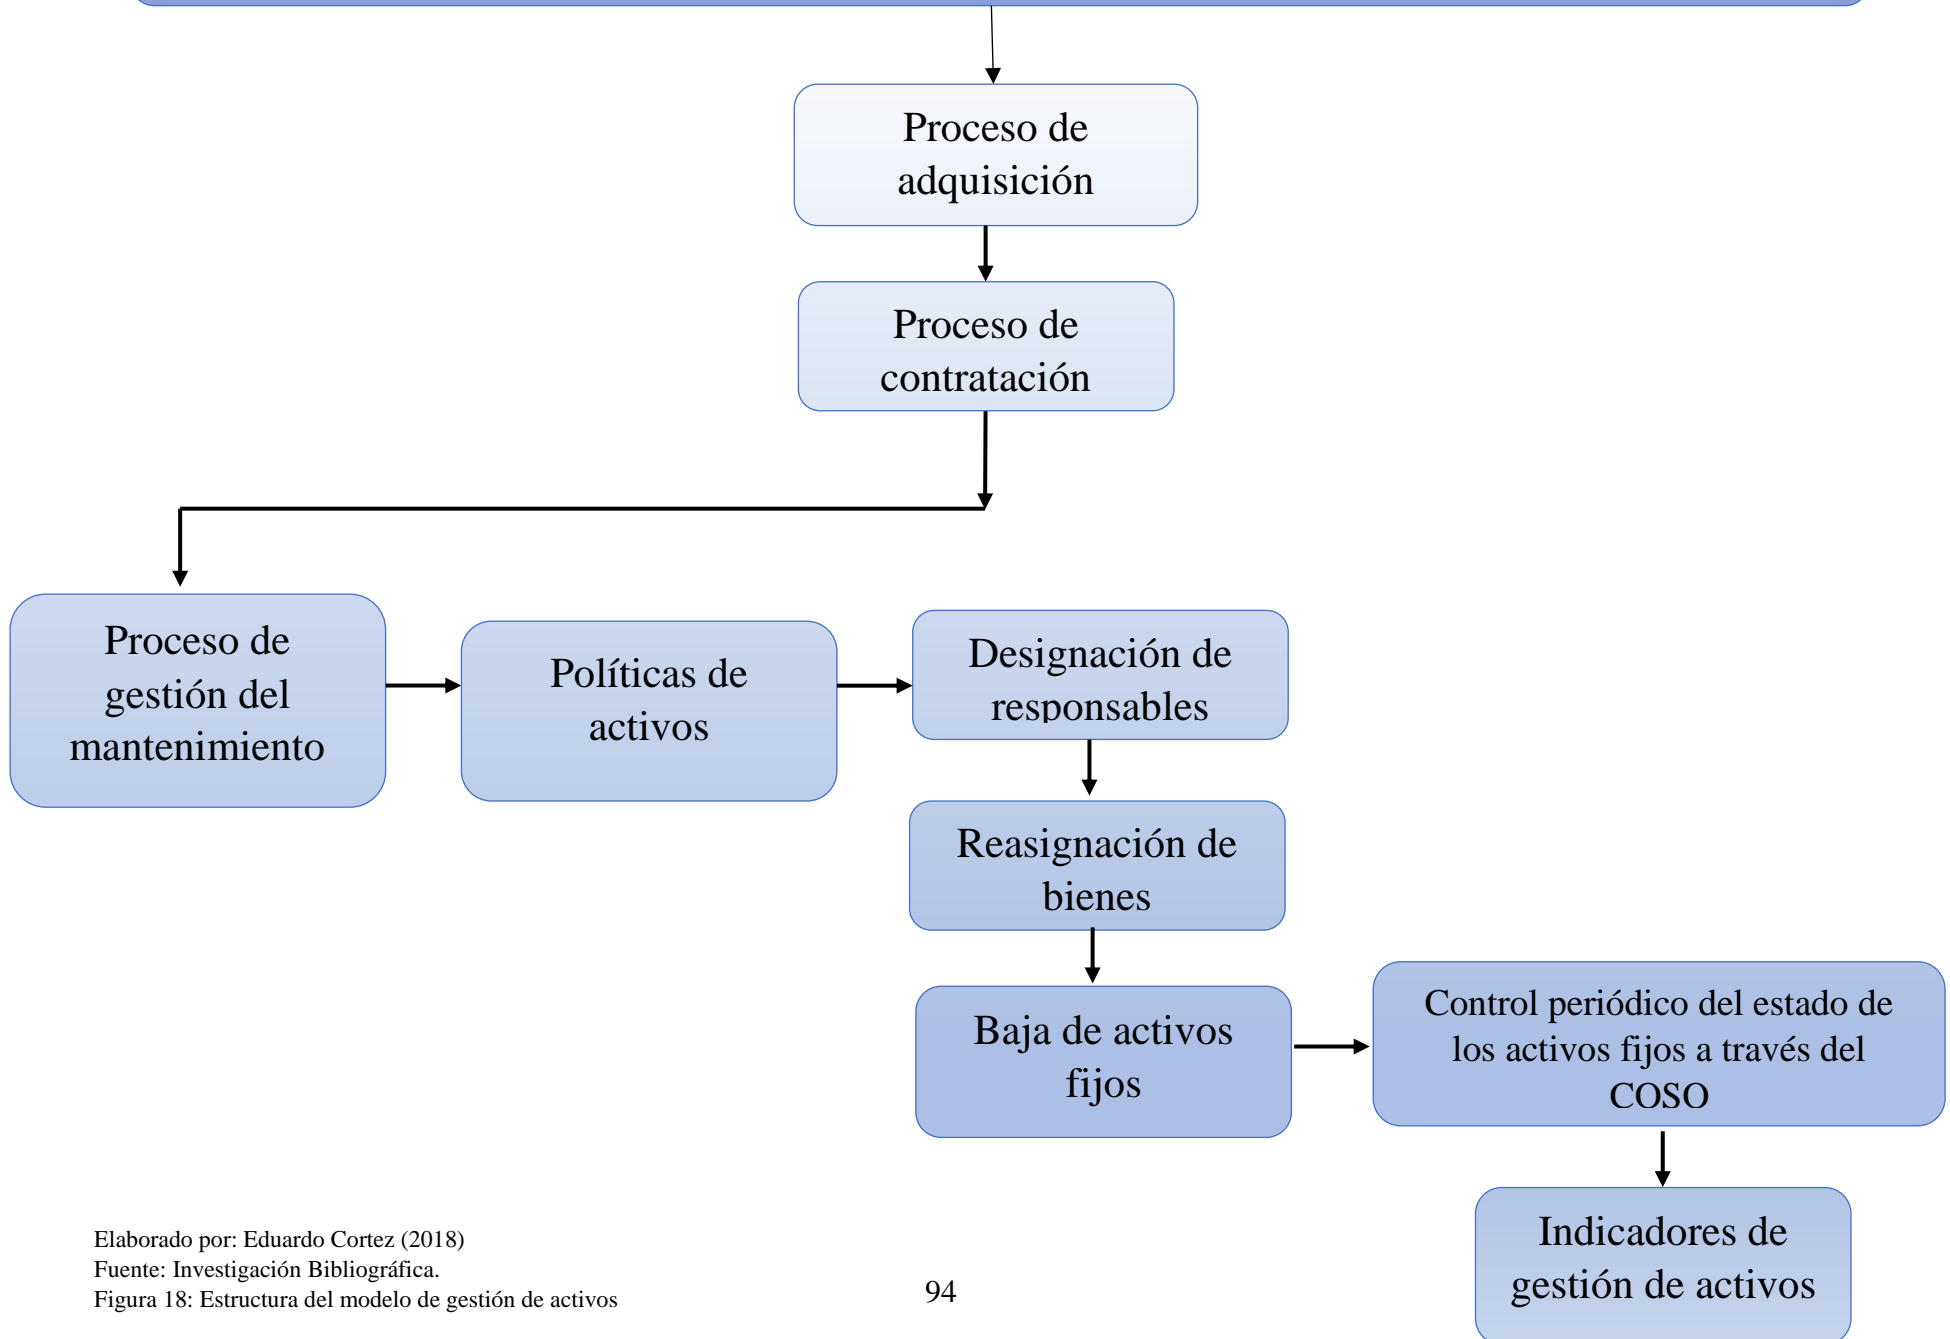 Proceso de
adquisición
Proceso de
contratación
Proceso de
gestión del
mantenimiento
Políticas de
activos
Designación de
responsables
Reasignación de
bienes
Baja de activos
fijos
Control periódico del estado de
los activos fijos a través del
COSO
Indicadores de
gestión de activos
Elaborado por: Eduardo Cortez (2018)
Fuente: Investigación Bibliográfica.
Figura 18: Estructura del modelo de gestión de activos
94